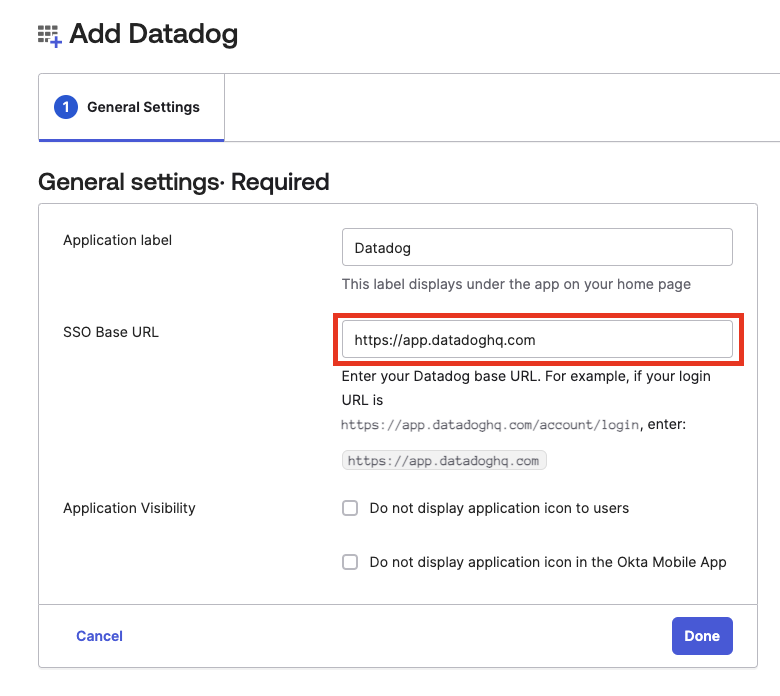 Add Datadog
1 General Settings
General settings· Required
Application label
Datadog
This label displays under the app on your home page
SSO Base URL
https://app.datadoghq.com
Enter your Datadog base URL. For example, if your login
URL is
https://app.datadoghq.com/account/login, enter:
https://app.datadoghq.com
Application Visibility
Do not display application icon to users
Do not display application icon in the Okta Mobile App
Cancel
Done